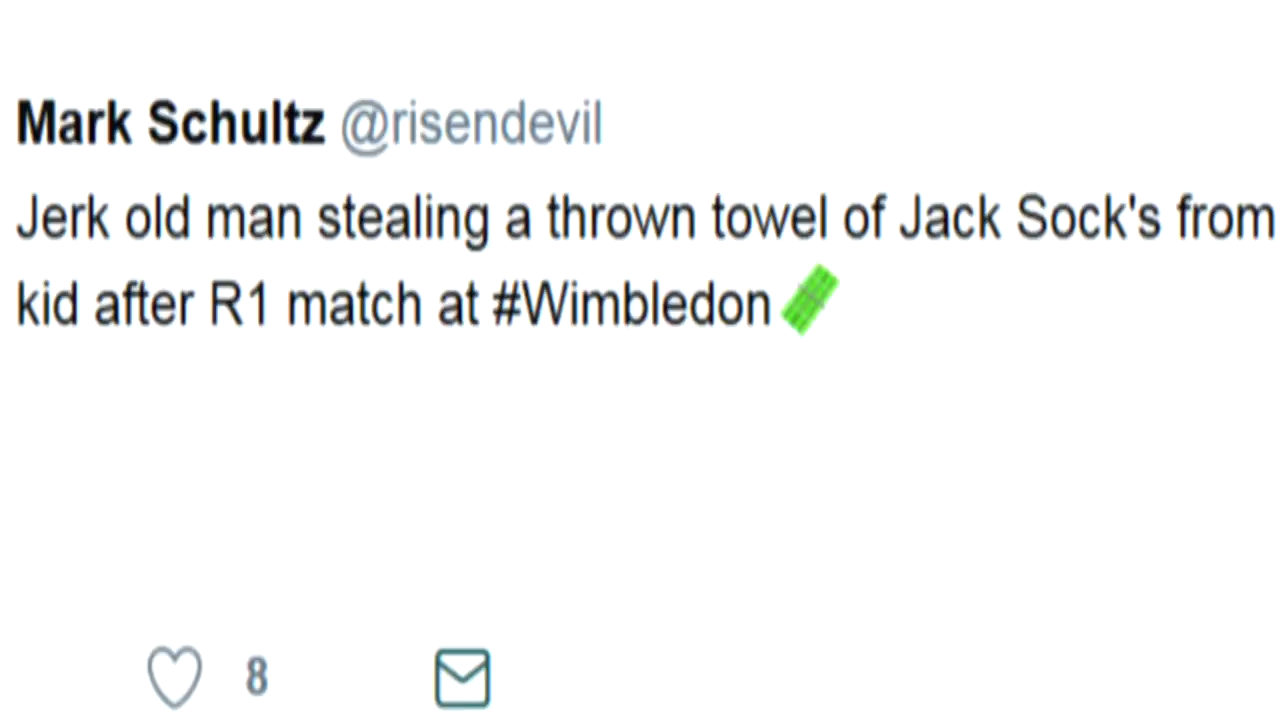 Mark Schultz @risendevil
Jerk old man stealing a thrown towel of Jack Sock's from
kid after R1 match at #Wimbledon
8